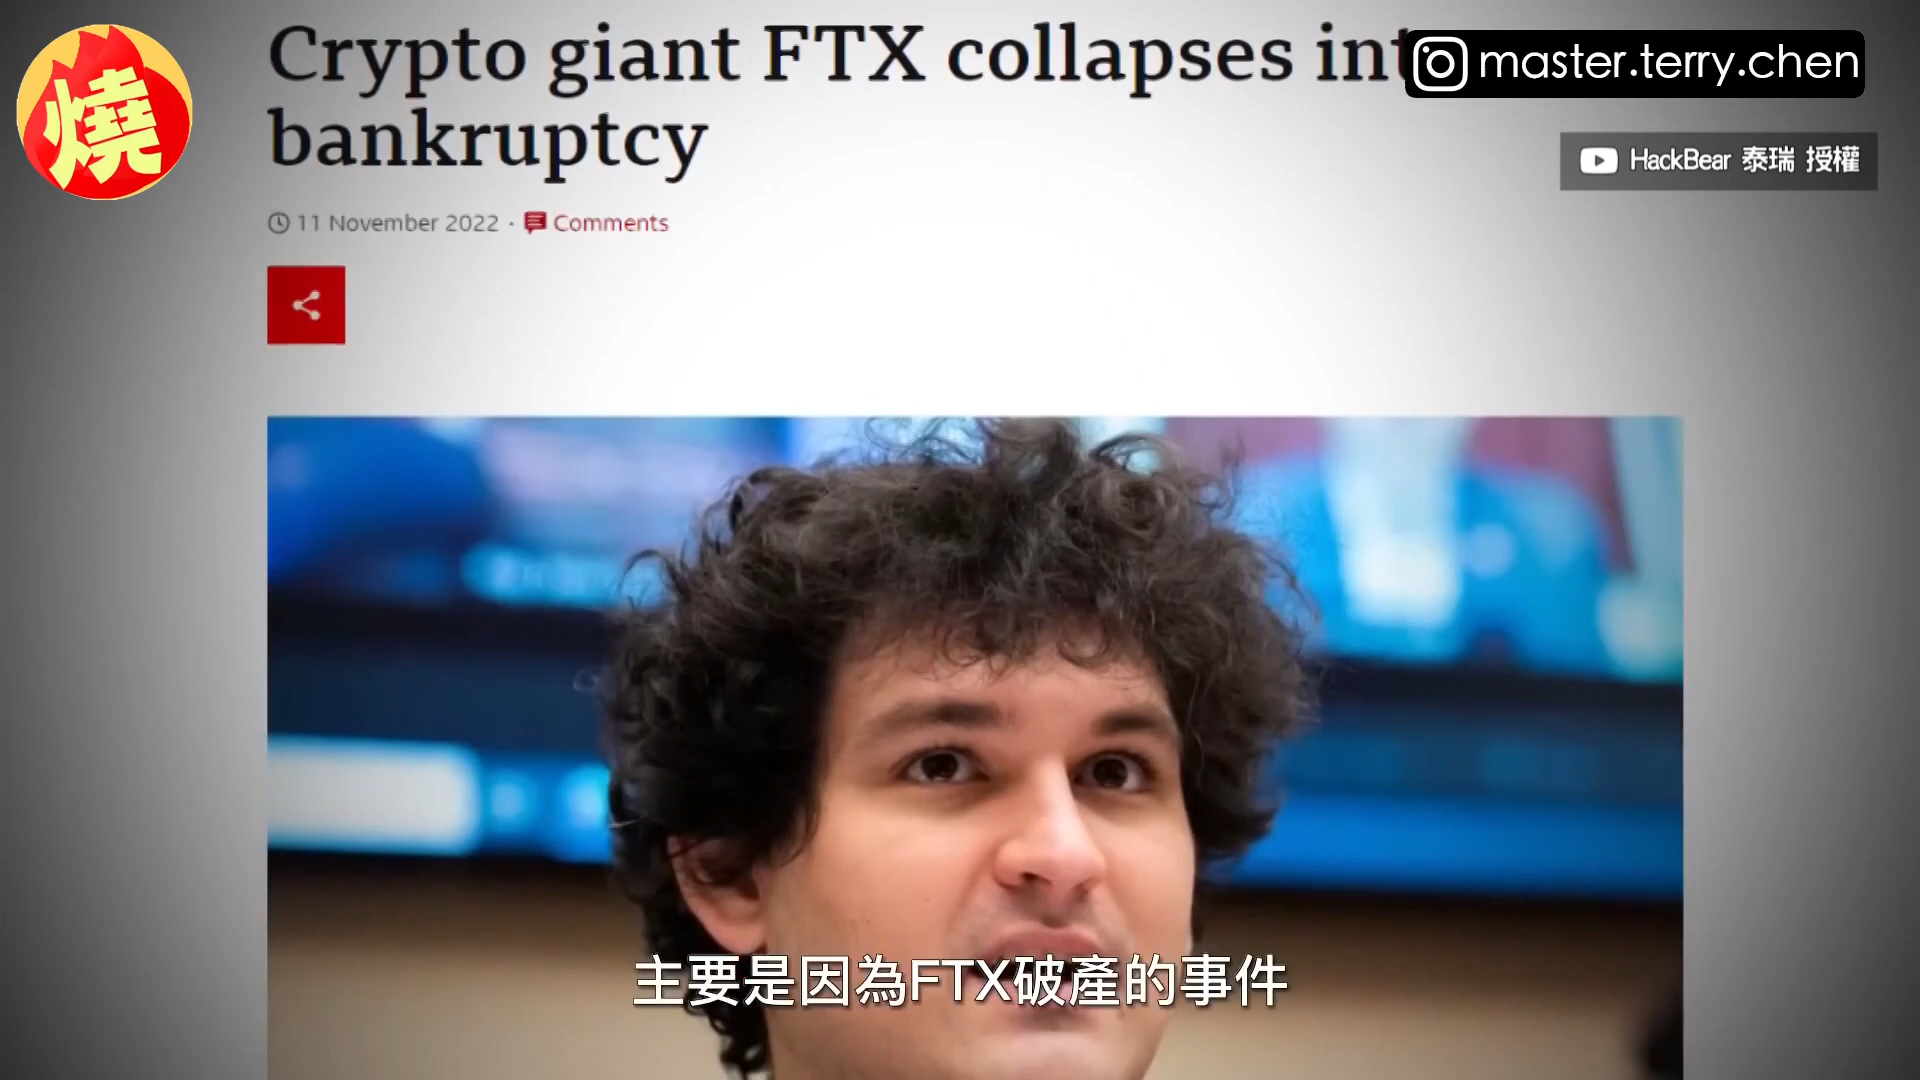 燒
Crypto giant FTX collapses int
bankruptcy
master.terry.chen
HackBear 泰瑞 授權
11 November 2022 · Comments
主要是因為FTX破產的事件